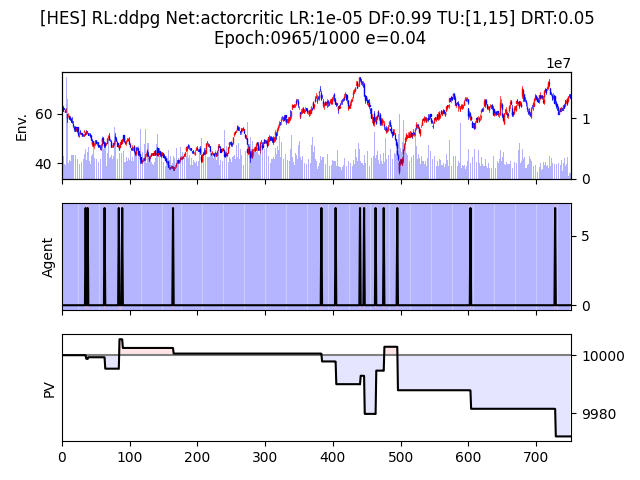 [HES] RL:ddpg Net:actorcritic LR:1e-05 DF:0.99 TU:[1,15] DRT:0.05
Epoch:0965/1000 e=0.04
1e7
Env.
60
40
1
0
Agent
5
0
PV
10000
9980
0 100 200 300 400 500 600 700